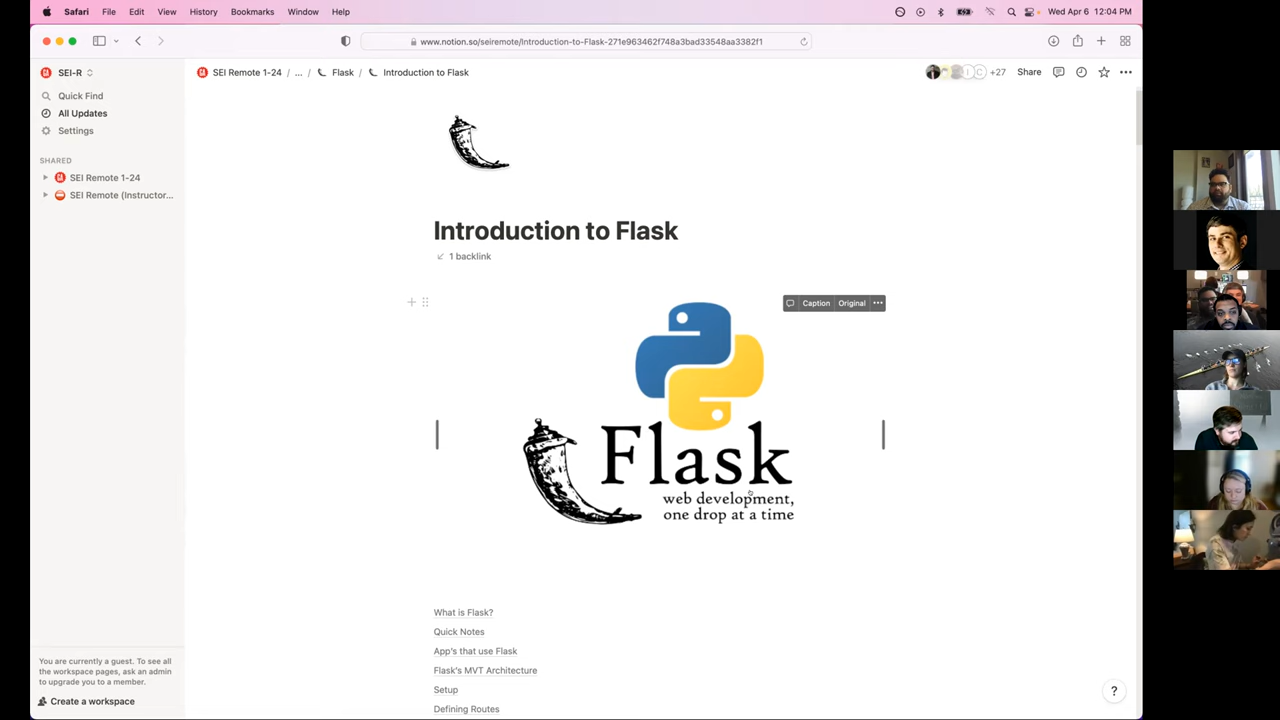 Safari File Edit View History Bookmarks Window Help Wed Apr 6 12:04 PM
www.notion.so/seiremote/Introduction-to-Flask-271e963462f748a3bad33548aa3382f1
SEI-R
SEI Remote 1-24 / ... / Flask / Introduction to Flask
I C +27 Share
Quick Find
All Updates
Settings
SHARED
SEI Remote 1-24
SEI Remote (Instructor...
Introduction to Flask
1 backlink
Caption Original
Flask
web development,
one drop at a time
What is Flask?
Quick Notes
App's that use Flask
Flask's MVT Architecture
Setup
Defining Routes
You are currently a guest. To see all
the workspace pages, ask an admin
to upgrade you to a member.
Create a workspace
?